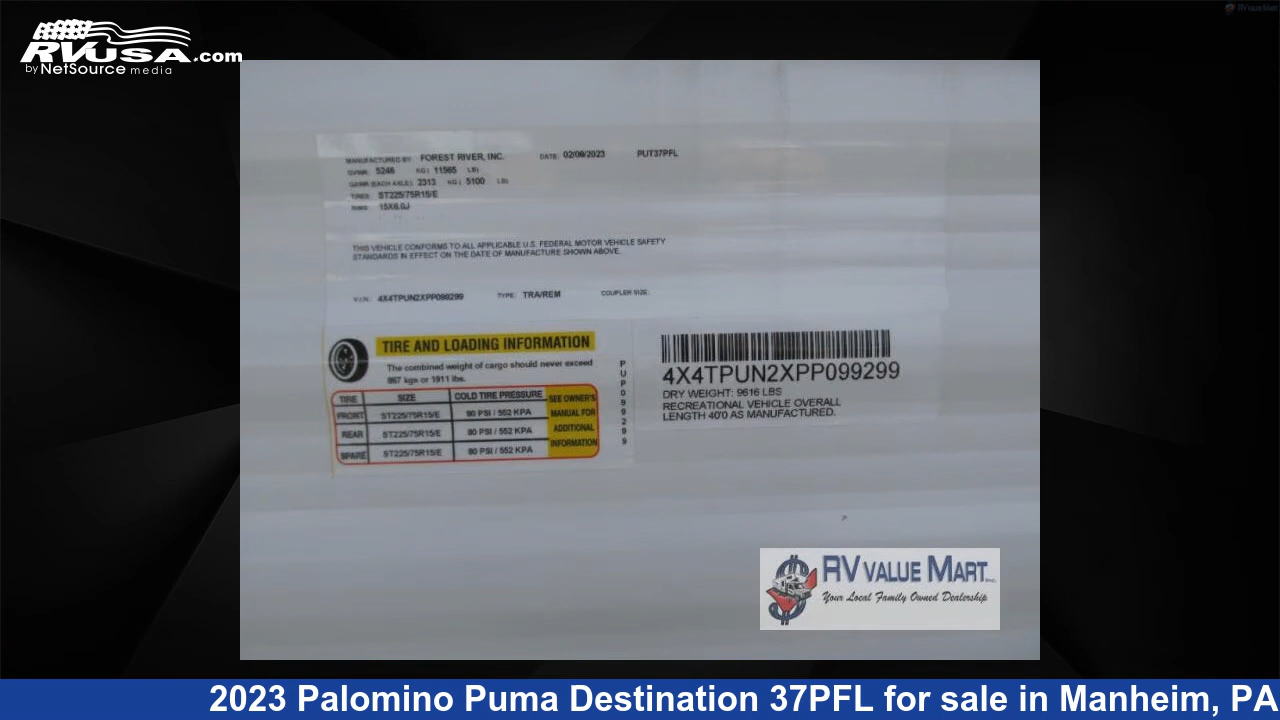 RV Value Mart
RVUSA.com
by NetSource media
MANUFACTURED BY: FOREST RIVER, INC. DATE: 02/09/2023 PUT37PFL
GVWR: 5246 KG ( 11565 LB)
GAWR (EACH AXLE): 2313 KG ( 5100 LB)
TIRES: ST225/75R15/E
RIMS: 15X6.0J
THIS VEHICLE CONFORMS TO ALL APPLICABLE U.S. FEDERAL MOTOR VEHICLE SAFETY
STANDARDS IN EFFECT ON THE DATE OF MANUFACTURE SHOWN ABOVE.
V.I.N.: 4X4TPUN2XPP099299 TYPE: TRA/REM COUPLER SIZE:
TIRE AND LOADING INFORMATION
The combined weight of cargo should never exceed
867 kgs or 1911 lbs.
TIRE SIZE COLD TIRE PRESSURE SEE OWNER'S
FRONT ST225/75R15/E 80 PSI / 552 KPA MANUAL FOR
REAR ST225/75R15/E 80 PSI / 552 KPA ADDITIONAL
SPARE ST225/75R15/E 80 PSI / 552 KPA INFORMATION
PUP099299
4X4TPUN2XPP099299
DRY WEIGHT: 9616 LBS
RECREATIONAL VEHICLE OVERALL
LENGTH 40'0 AS MANUFACTURED.
RV VALUE MART INC.
Your Local Family Owned Dealership
2023 Palomino Puma Destination 37PFL for sale in Manheim, PA